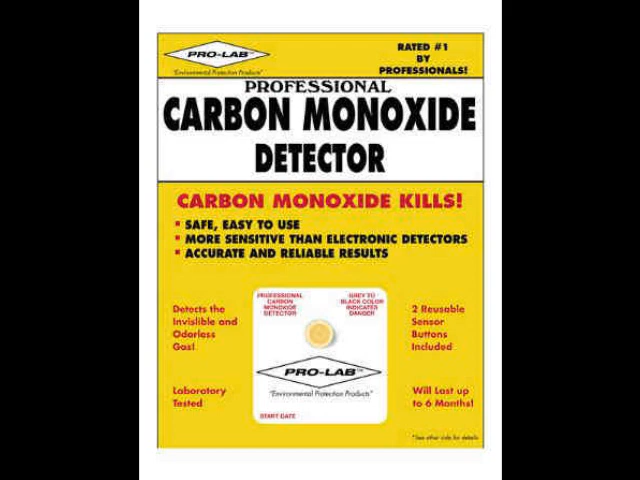 PRO-LAB™
"Environmental Protection Products"
RATED #1
BY
PROFESSIONALS!
PROFESSIONAL
CARBON MONOXIDE
DETECTOR
CARBON MONOXIDE KILLS!
SAFE, EASY TO USE
MORE SENSITIVE THAN ELECTRONIC DETECTORS
ACCURATE AND RELIABLE RESULTS
Detects the
Invislible and
Odorless
Gas!
Laboratory
Tested
PROFESSIONAL
CARBON
MONOXIDE
DETECTOR
GREY TO
BLACK COLOR
INDICATES
DANGER
PRO-LAB™
"Environmental Protection Products"
START DATE
2 Reusable
Sensor
Buttons
Included
Will Last up
to 6 Months!
*See other side for details